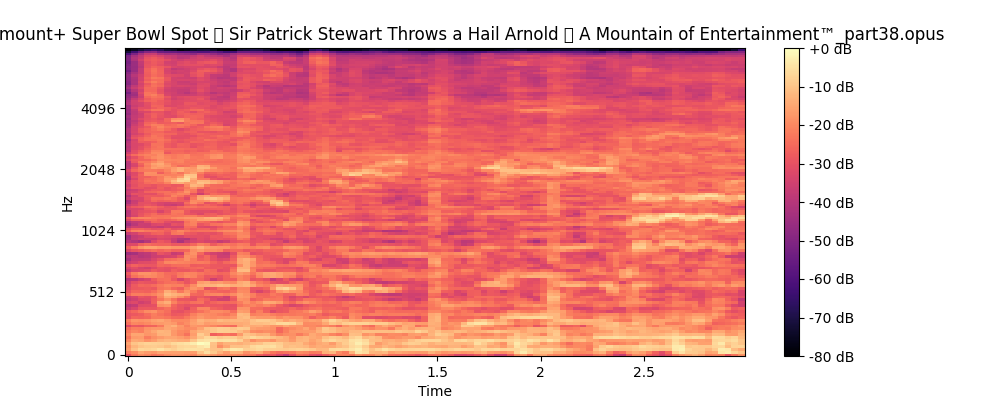 mount+ Super Bowl Spot ▯ Sir Patrick Stewart Throws a Hail Arnold ▯ A Mountain of Entertainment™ part38.opus
+0 dB
4096
-10 dB
-20 dB
2048
-30 dB
Hz
-40 dB
1024
-50 dB
512
-60 dB
-70 dB
0
-80 dB
0
0.5
1
1.5
2
2.5
Time